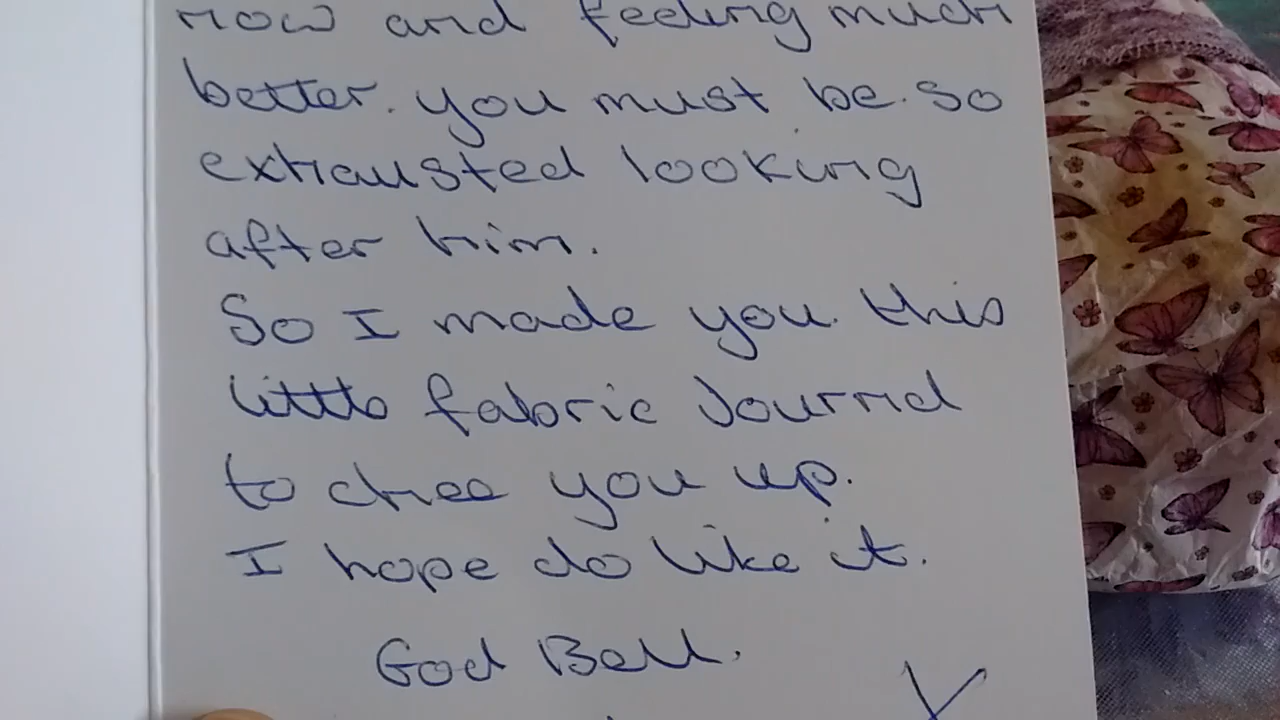 now and feeling much
better. you must be so
exhausted looking
after him.
So I made you this
little fabric Journal
to chee you up.
I hope do like it.
God Bell.